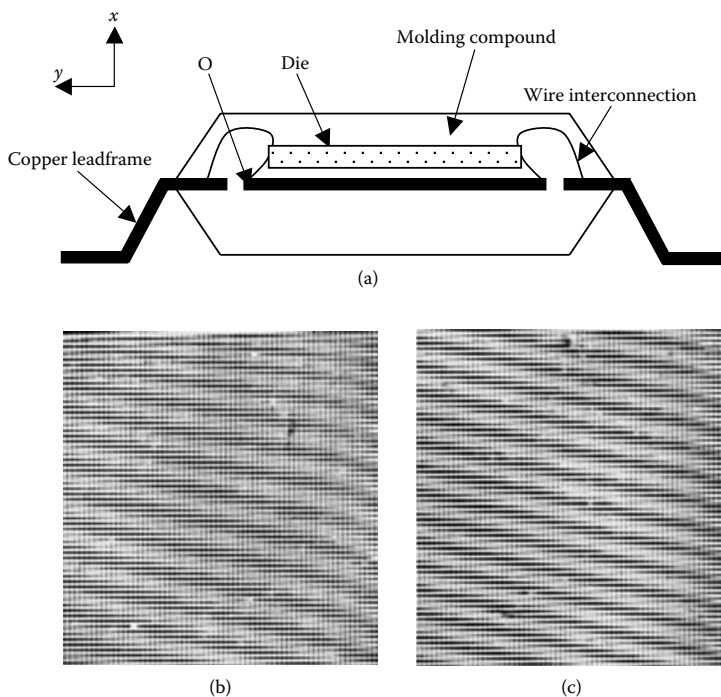 x
y
O
Die
Molding compound
Wire interconnection
Copper leadframe
(a)
(b)
(c)